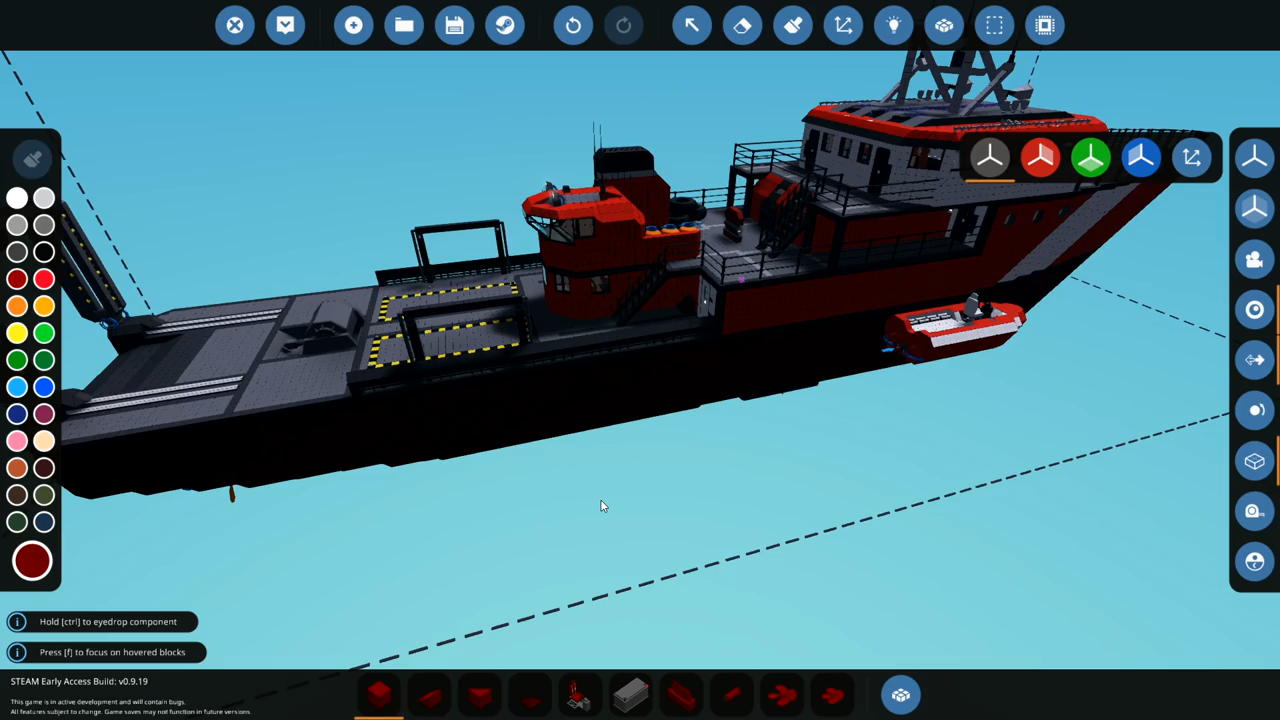 Hold [ctrl] to eyedrop component
Press [f] to focus on hovered blocks
STEAM Early Access Build: v0.9.19
This game is in active development and will contain bugs.
All features subject to change. Game saves may not function in future versions.